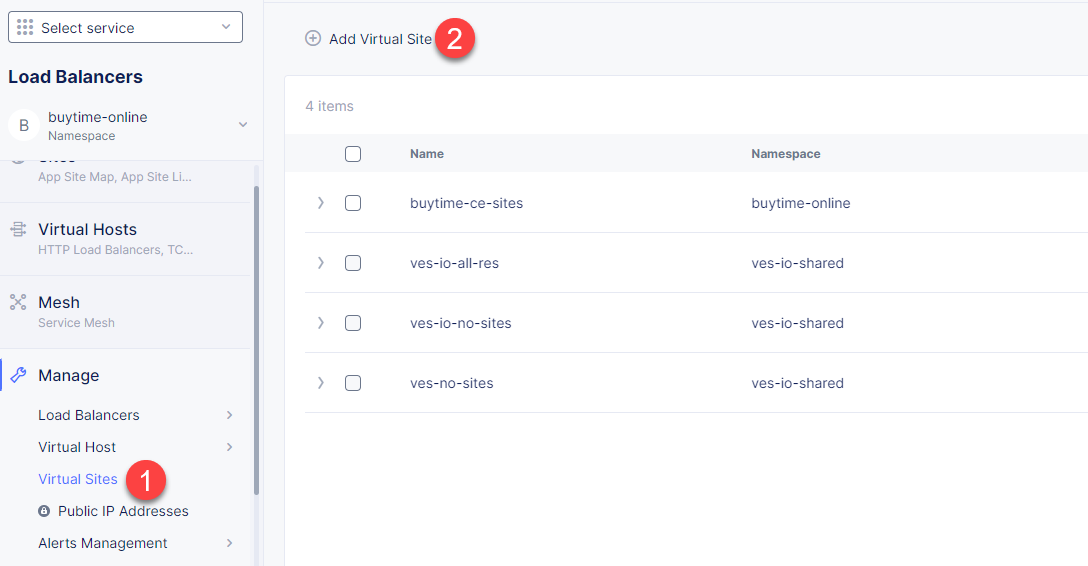 Select service
Load Balancers
B
buytime-online
Namespace
Sites
App Site Map, App Site Li...
Virtual Hosts
HTTP Load Balancers, TC...
Mesh
Service Mesh
Manage
Load Balancers
Virtual Host
Virtual Sites
1
Public IP Addresses
Alerts Management
Add Virtual Site
2
4 items
Name Namespace
buytime-ce-sites buytime-online
ves-io-all-res ves-io-shared
ves-io-no-sites ves-io-shared
ves-no-sites ves-io-shared